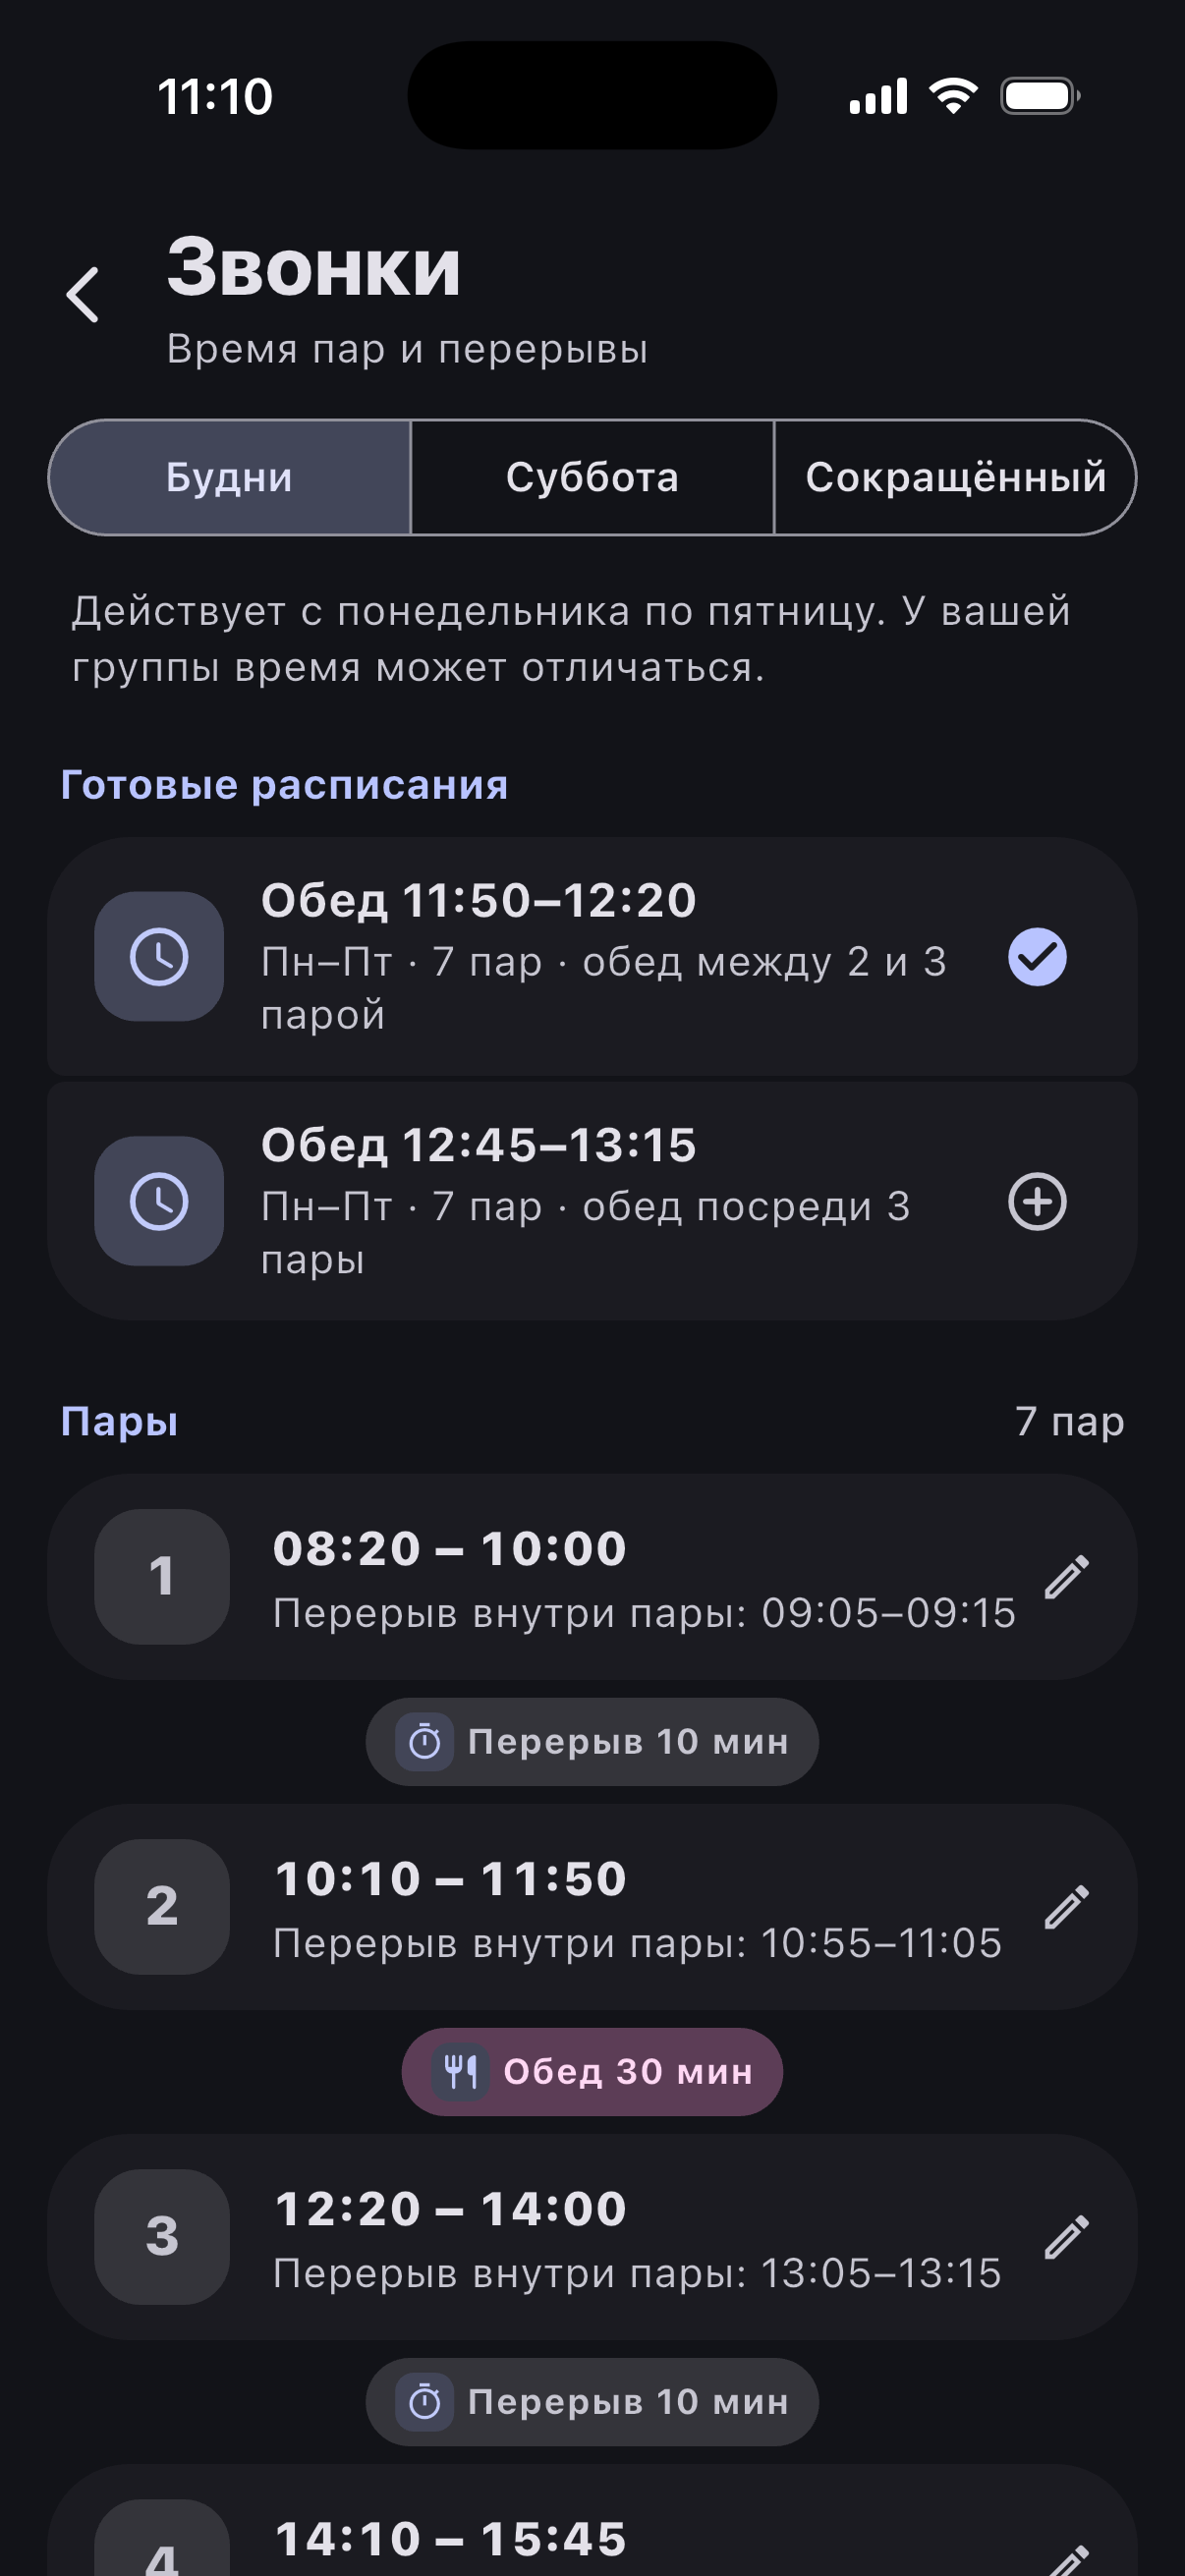 11:10
Звонки
Время пар и перерывы
Будни
Суббота
Сокращённый
Действует с понедельника по пятницу. У вашей
группы время может отличаться.
Готовые расписания
Обед 11:50–12:20
Пн–Пт · 7 пар · обед между 2 и 3
парой
Обед 12:45–13:15
Пн–Пт · 7 пар · обед посреди 3
пары
Пары
7 пар
1
08:20 – 10:00
Перерыв внутри пары: 09:05–09:15
Перерыв 10 мин
2
10:10 – 11:50
Перерыв внутри пары: 10:55–11:05
Обед 30 мин
3
12:20 – 14:00
Перерыв внутри пары: 13:05–13:15
Перерыв 10 мин
4
14:10 – 15:45